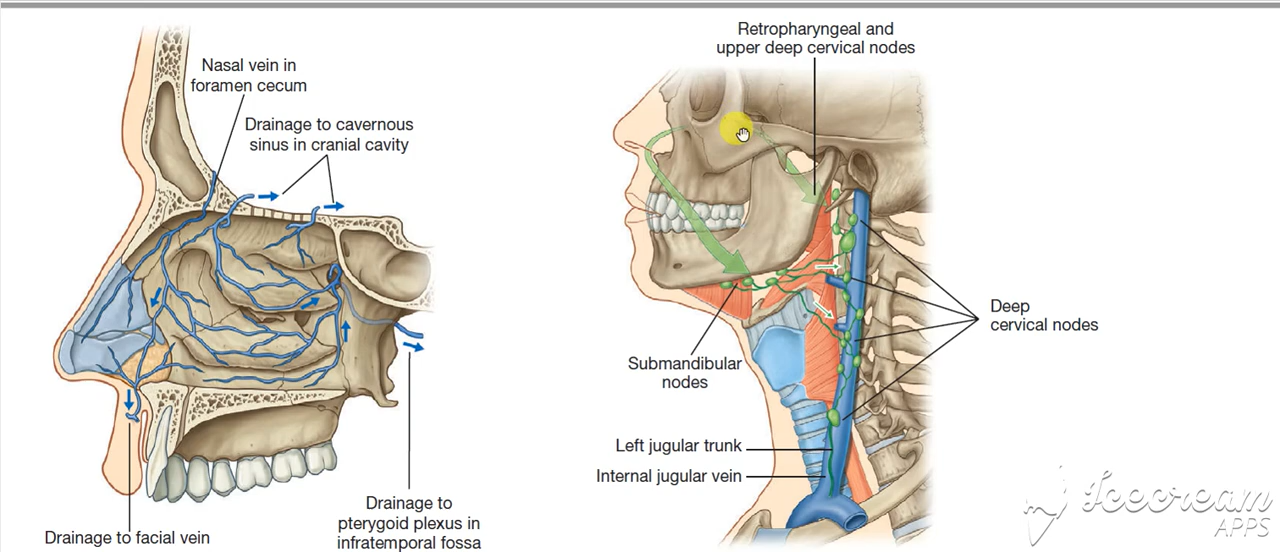 Nasal vein in
foramen cecum
Drainage to cavernous
sinus in cranial cavity
Drainage to facial vein
Drainage to
pterygoid plexus in
infratemporal fossa
Retropharyngeal and
upper deep cervical nodes
Submandibular
nodes
Deep
cervical nodes
Left jugular trunk
Internal jugular vein
Icecream
APPS